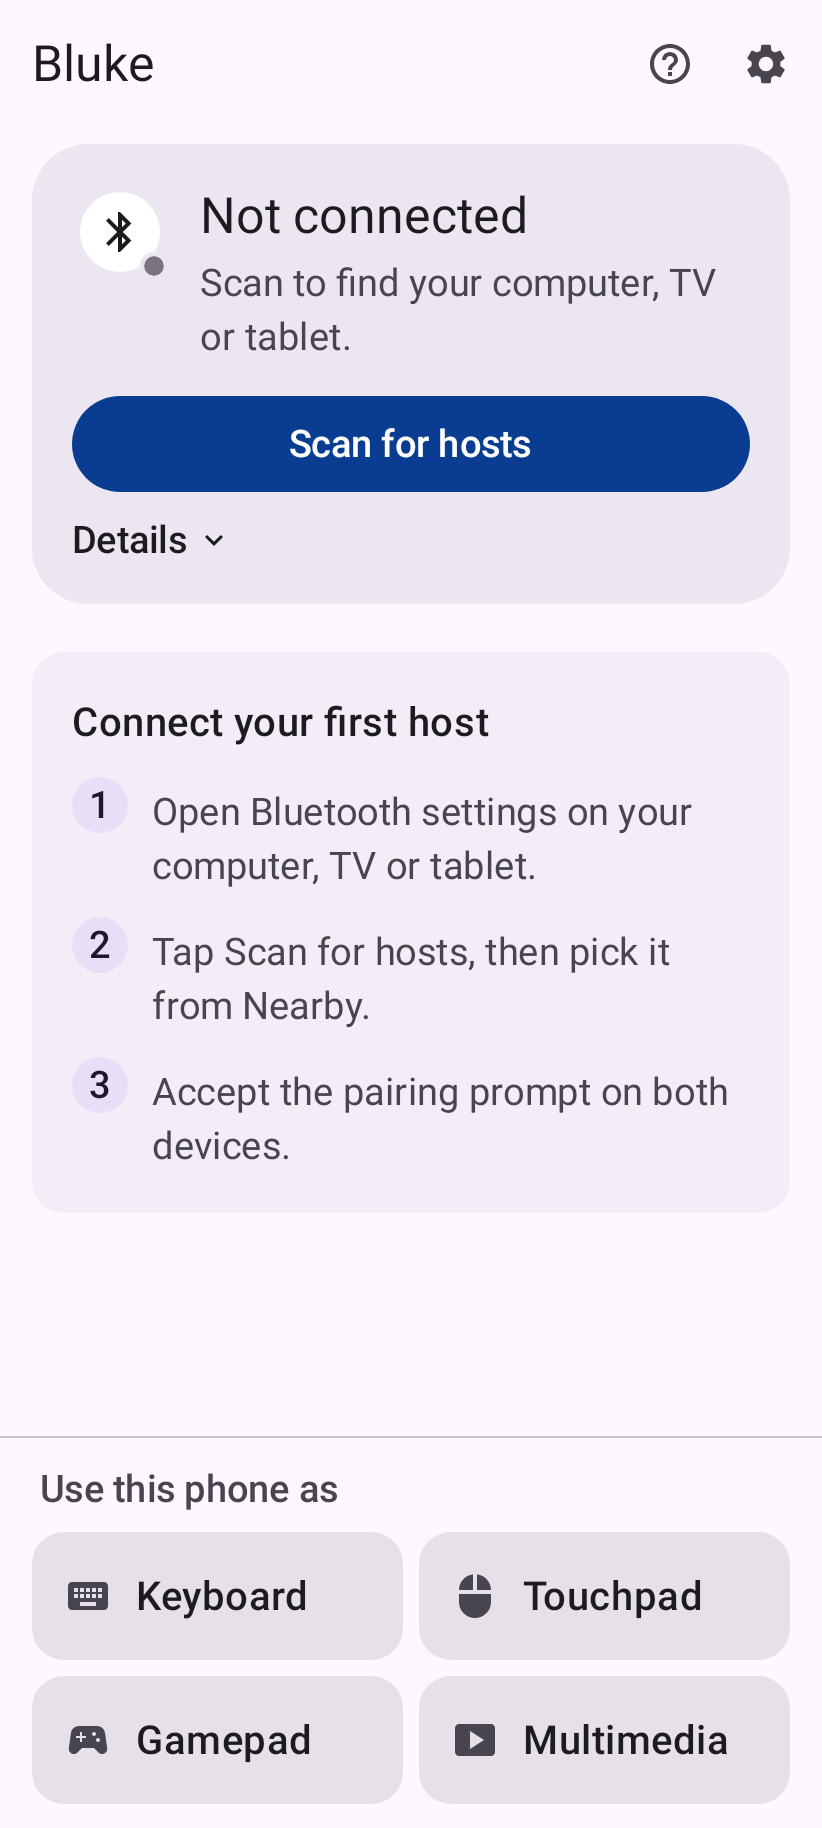 Bluke
Not connected
Scan to find your computer, TV
or tablet.
Scan for hosts
Details
Connect your first host
1
Open Bluetooth settings on your
computer, TV or tablet.
2
Tap Scan for hosts, then pick it
from Nearby.
3
Accept the pairing prompt on both
devices.
Use this phone as
Keyboard
Touchpad
Gamepad
Multimedia